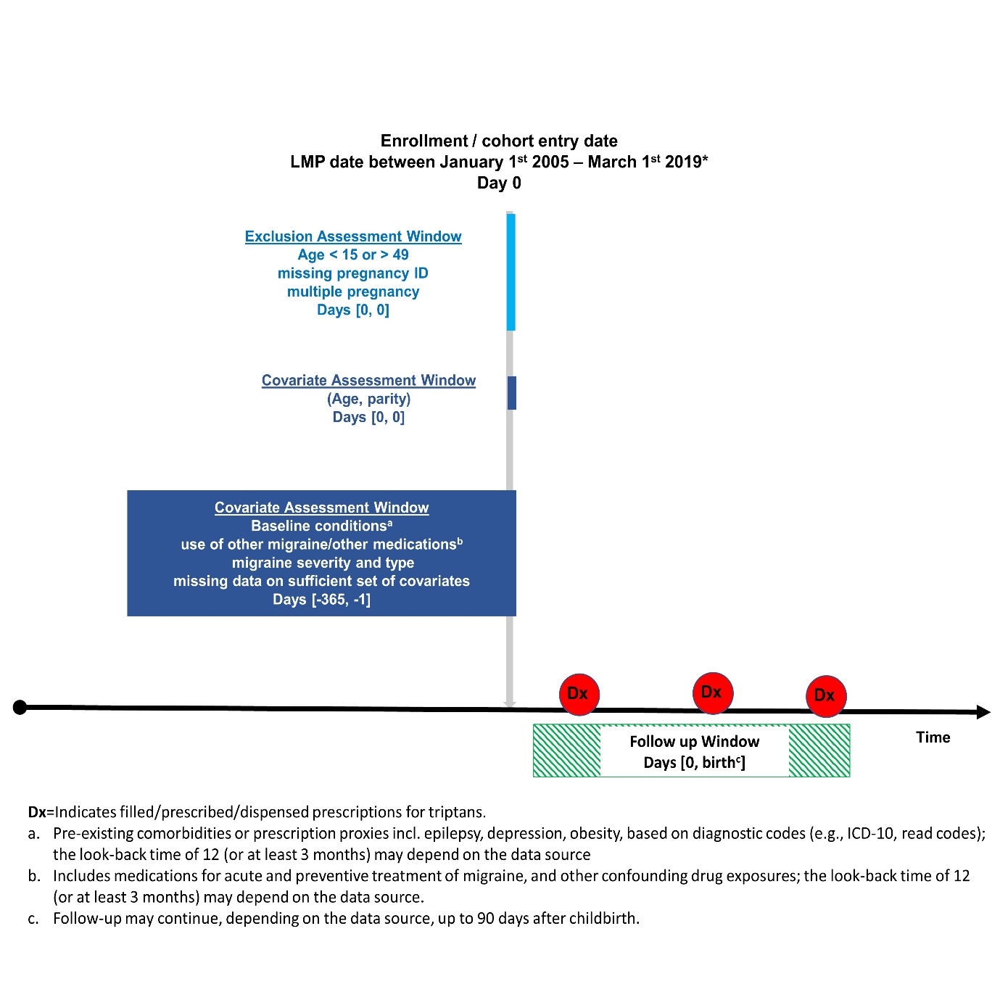 Enrollment / cohort entry date
LMP date between January 1st 2005 – March 1st 2019*
Day 0
Exclusion Assessment Window
Age < 15 or > 49
missing pregnancy ID
multiple pregnancy
Days [0, 0]
Covariate Assessment Window
(Age, parity)
Days [0, 0]
Covariate Assessment Window
Baseline conditionsa
use of other migraine/other medicationsb
migraine severity and type
missing data on sufficient set of covariates
Days [-365, -1]
Dx
Dx
Dx
Follow up Window
Days [0, birthc]
Time
Dx=Indicates filled/prescribed/dispensed prescriptions for triptans.
a. Pre-existing comorbidities or prescription proxies incl. epilepsy, depression, obesity, based on diagnostic codes (e.g., ICD-10, read codes);
the look-back time of 12 (or at least 3 months) may depend on the data source
b. Includes medications for acute and preventive treatment of migraine, and other confounding drug exposures; the look-back time of 12
(or at least 3 months) may depend on the data source.
c. Follow-up may continue, depending on the data source, up to 90 days after childbirth.